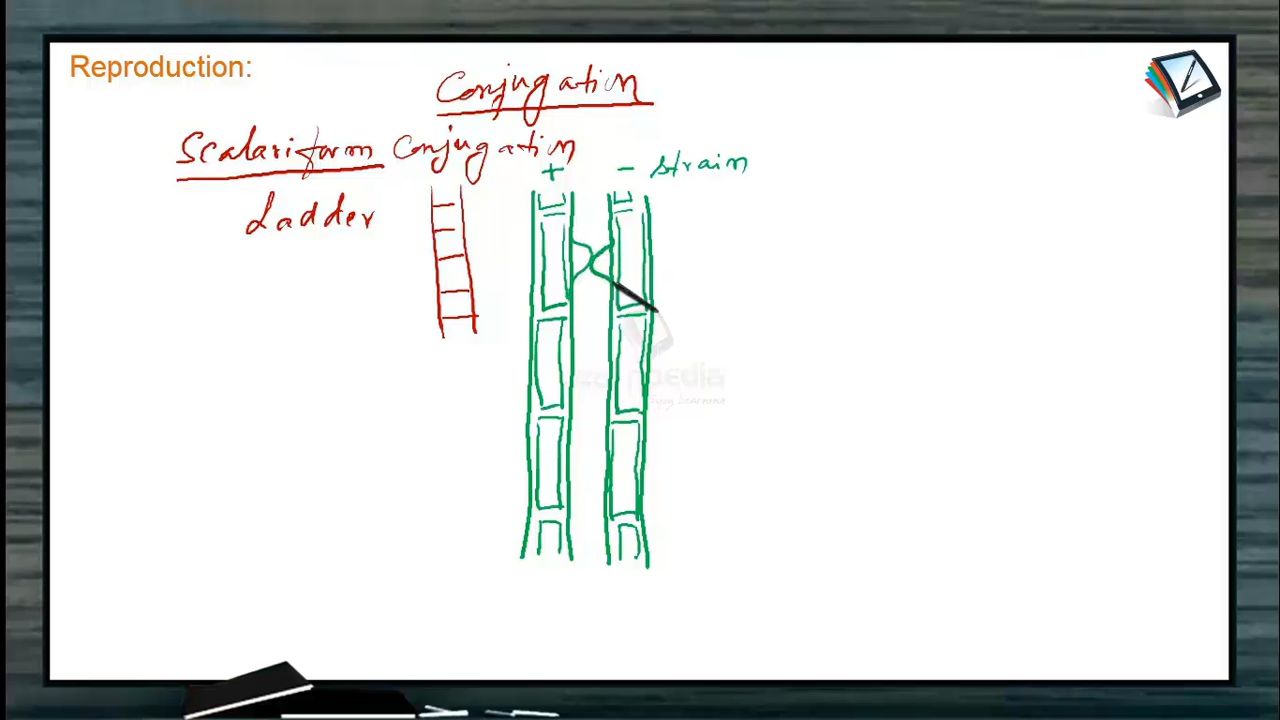 Reproduction:
Conjugation
Scalariform Conjugation
+ - strain
Ladder